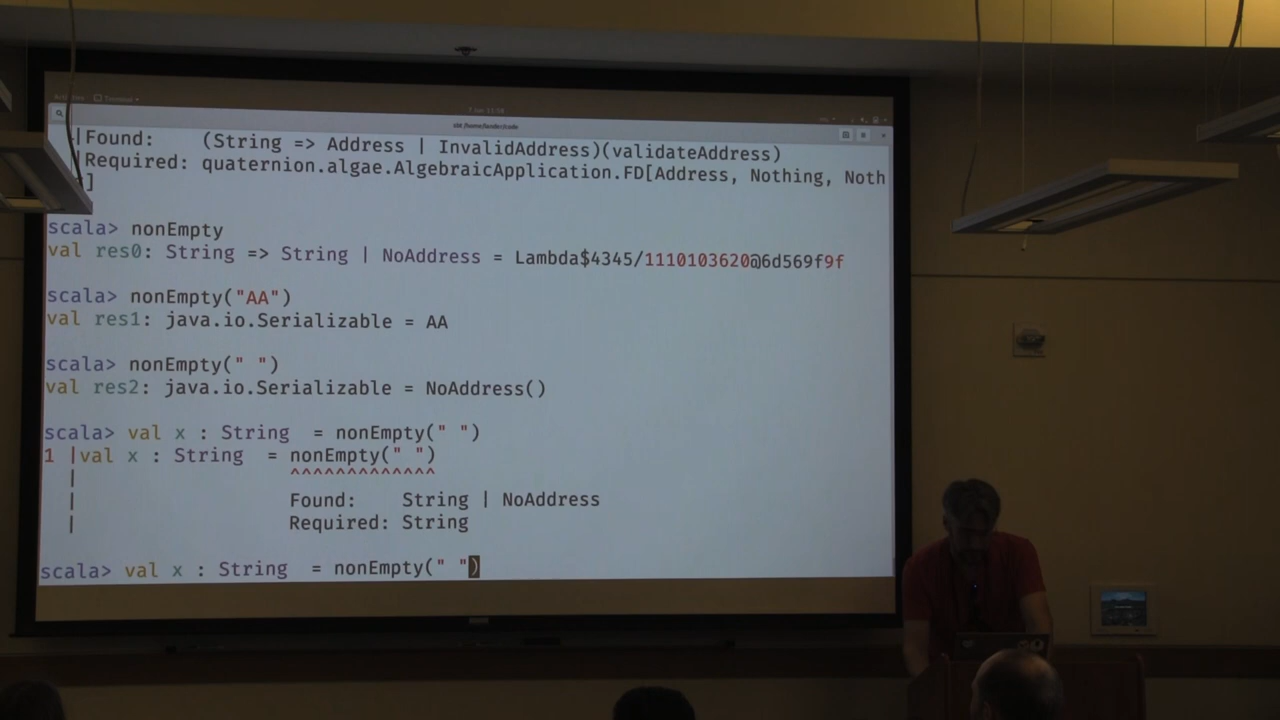 Terminal
|Found:    (String => Address | InvalidAddress)(validateAddress)
|Required: quaternion.algae.AlgebraicApplication.FD[Address, Nothing, Noth
]
scala> nonEmpty
val res0: String => String | NoAddress = Lambda$4345/1110103620@6d569f9f
scala> nonEmpty("AA")
val res1: java.io.Serializable = AA
scala> nonEmpty(" ")
val res2: java.io.Serializable = NoAddress()
scala> val x : String  = nonEmpty(" ")
1 |val x : String  = nonEmpty(" ")
  |                  ^^^^^^^^^^^^^
  |                  Found:    String | NoAddress
  |                  Required: String
scala> val x : String  = nonEmpty(" ")